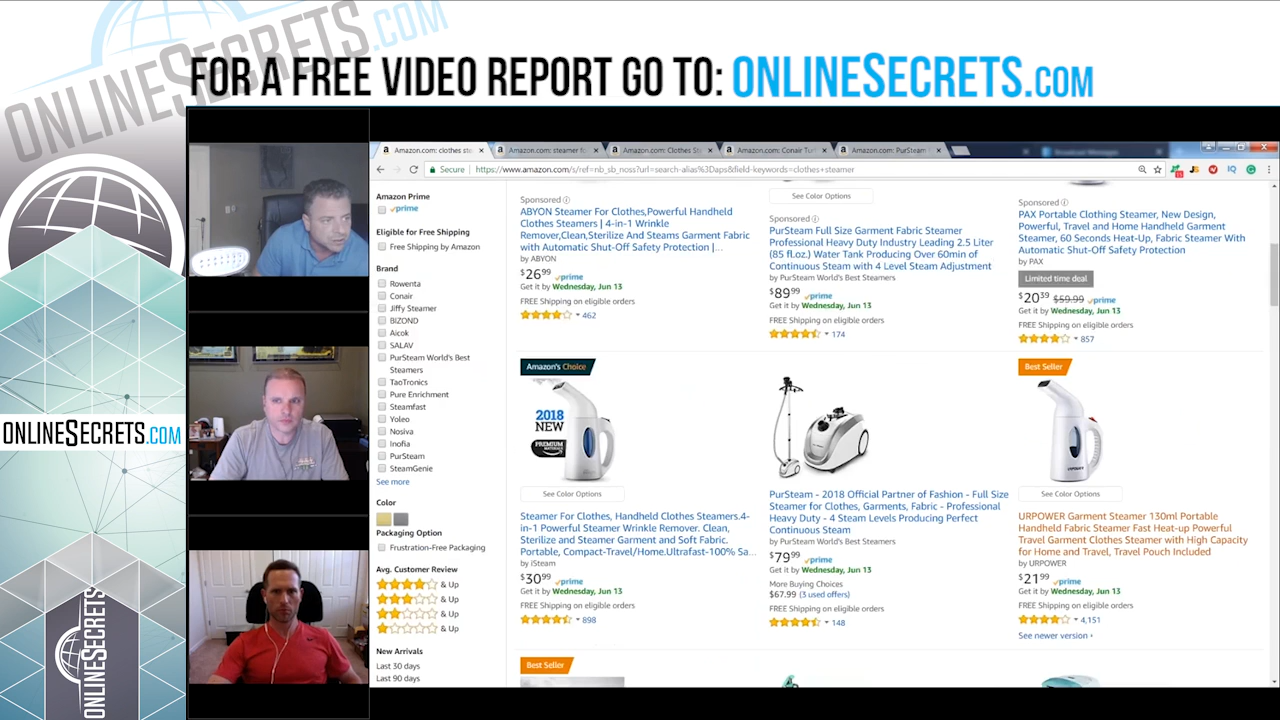 ONLINESECRETS.COM
FOR A FREE VIDEO REPORT GO TO: ONLINESECRETS.COM
Amazon.com: clothes ste
Amazon.com: steamer fo
Amazon.com: Clothes St
Amazon.com: Conair Tur
Amazon.com: PurSteam
Secure
https://www.amazon.com/s/ref=nb_sb_noss?url=search-alias%3Daps&field-keywords=clothes+steamer
Amazon Prime
prime
Eligible for Free Shipping
Free Shipping by Amazon
Brand
Rowenta
Conair
Jiffy Steamer
BIZOND
Aicok
SALAV
PurSteam World's Best
Steamers
TaoTronics
Pure Enrichment
Steamfast
Yoleo
Nosiva
Inofia
PurSteam
SteamGenie
See more
Color
Packaging Option
Frustration-Free Packaging
Avg. Customer Review
& Up
& Up
& Up
& Up
New Arrivals
Last 30 days
Last 90 days
Sponsored
ABYON Steamer For Clothes,Powerful Handheld
Clothes Steamers | 4-in-1 Wrinkle
Remover,Clean,Sterilize And Steams Garment Fabric
with Automatic Shut-Off Safety Protection |...
by ABYON
$26.99 prime
Get it by Wednesday, Jun 13
FREE Shipping on eligible orders
462
See Color Options
Sponsored
PurSteam Full Size Garment Fabric Steamer
Professional Heavy Duty Industry Leading 2.5 Liter
(85 fl.oz.) Water Tank Producing Over 60min of
Continuous Steam with 4 Level Steam Adjustment
by PurSteam World's Best Steamers
$89.99 prime
Get it by Wednesday, Jun 13
FREE Shipping on eligible orders
174
Sponsored
PAX Portable Clothing Steamer, New Design,
Powerful, Travel and Home Handheld Garment
Steamer, 60 Seconds Heat-Up, Fabric Steamer With
Automatic Shut-Off Safety Protection
by PAX
Limited time deal
$20.39 $59.99 prime
Get it by Wednesday, Jun 13
FREE Shipping on eligible orders
857
Amazon's Choice
2018
NEW
PREMIUM
See Color Options
Steamer For Clothes, Handheld Clothes Steamers.4-
in-1 Powerful Steamer Wrinkle Remover. Clean,
Sterilize and Steamer Garment and Soft Fabric.
Portable, Compact-Travel/Home.Ultrafast-100% Sa...
by iSteam
$30.99 prime
Get it by Wednesday, Jun 13
FREE Shipping on eligible orders
898
PurSteam - 2018 Official Partner of Fashion - Full Size
Steamer for Clothes, Garments, Fabric - Professional
Heavy Duty - 4 Steam Levels Producing Perfect
Continuous Steam
by PurSteam World's Best Steamers
$79.99 prime
Get it by Wednesday, Jun 13
More Buying Choices
$67.99 (3 used offers)
FREE Shipping on eligible orders
148
Best Seller
See Color Options
URPOWER Garment Steamer 130ml Portable
Handheld Fabric Steamer Fast Heat-up Powerful
Travel Garment Clothes Steamer with High Capacity
for Home and Travel, Travel Pouch Included
by URPOWER
$21.99 prime
Get it by Wednesday, Jun 13
FREE Shipping on eligible orders
4,151
See newer version
Best Seller
ONLINESECRETS.COM
ONLINESECRETS.COM